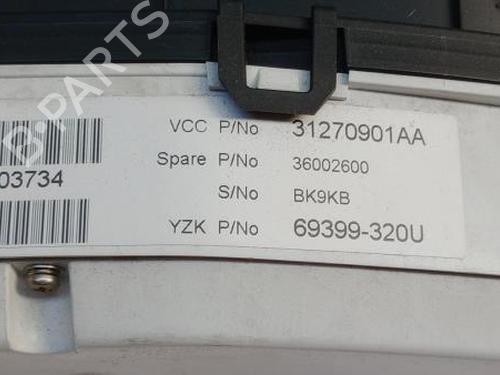 B-PARTS
VCC P/No 31270901AA
Spare P/No 36002600
03734
S/No BK9KB
YZK P/No 69399-320U